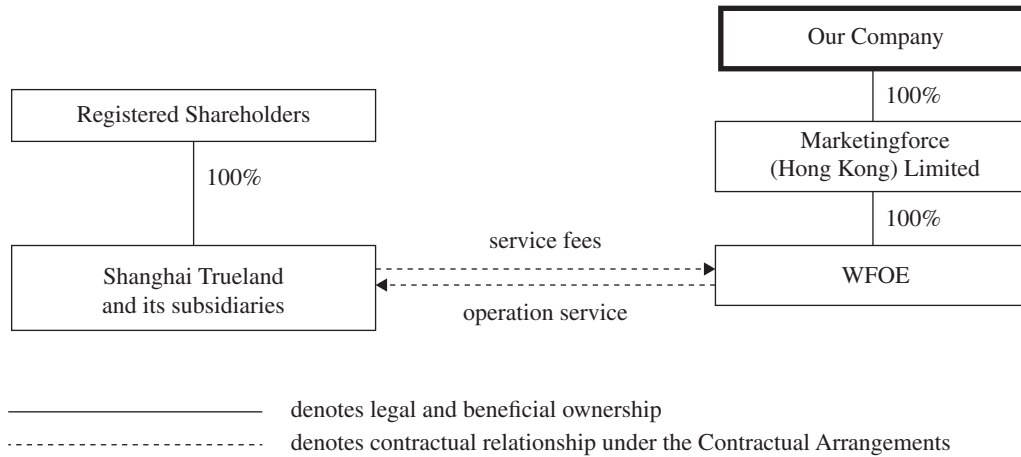 Our Company
100%
Registered Shareholders
Marketingforce
(Hong Kong) Limited
100%
100%
service fees
Shanghai Trueland
and its subsidiaries
WFOE
operation service
denotes legal and beneficial ownership
denotes contractual relationship under the Contractual Arrangements